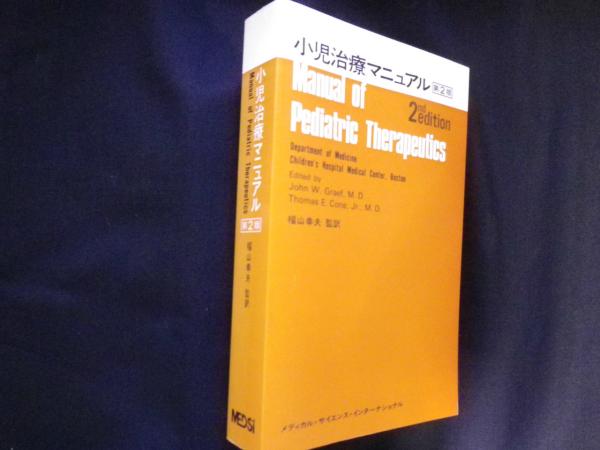 小児治療マニュアル 第2版
Manual of
Pediatric Therapeutics
2nd edition
Department of Medicine
Children's Hospital Medical Center, Boston
Edited by
John W. Graef, M.D.
Thomas E. Cone, Jr., M.D.
福山幸夫 監訳
メディカル・サイエンス・インターナショナル
小児治療マニュアル 第2版
Manual of Pediatric Therapeutics
福山幸夫 監訳
MEDSi